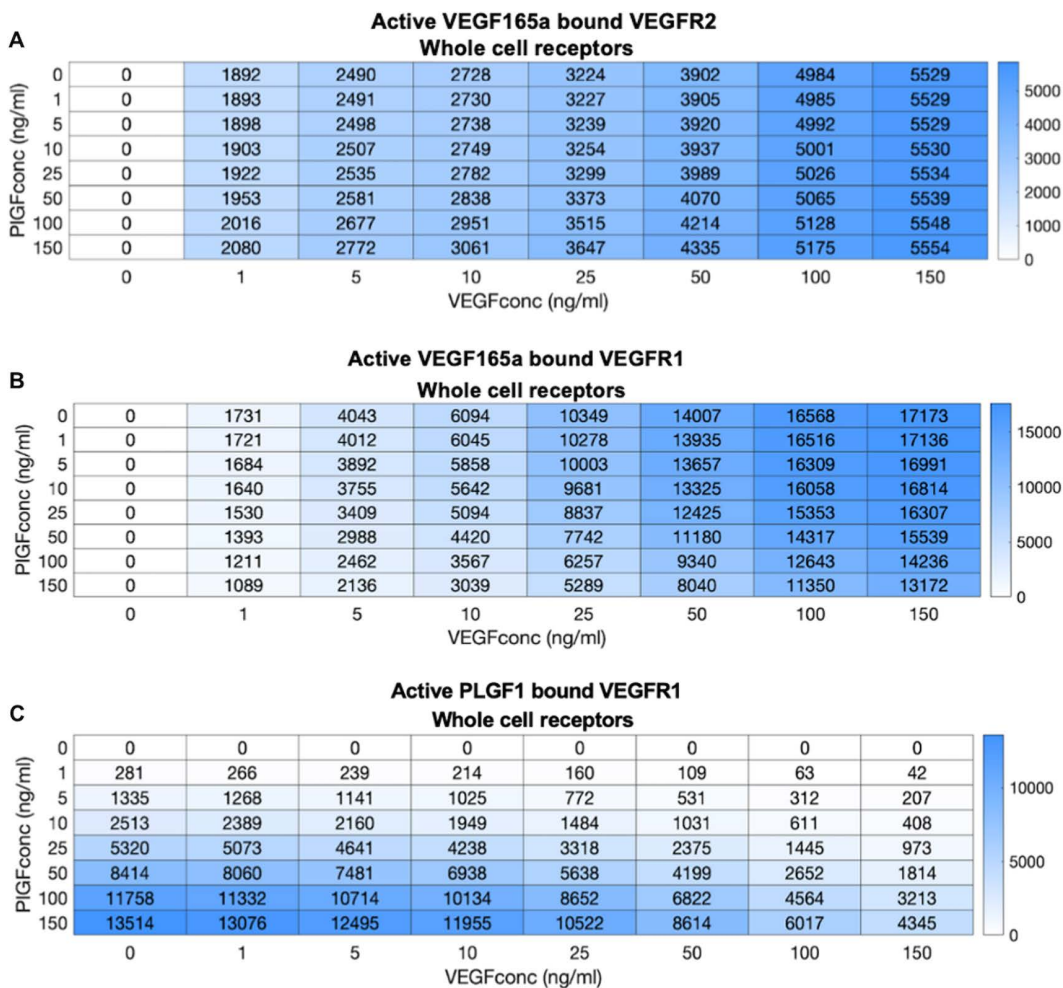 A
Active VEGF165a bound VEGFR2
Whole cell receptors
PlGFconc (ng/ml)
0 0 1892 2490 2728 3224 3902 4984 5529
1 0 1893 2491 2730 3227 3905 4985 5529
5 0 1898 2498 2738 3239 3920 4992 5529
10 0 1903 2507 2749 3254 3937 5001 5530
25 0 1922 2535 2782 3299 3989 5026 5534
50 0 1953 2581 2838 3373 4070 5065 5539
100 0 2016 2677 2951 3515 4214 5128 5548
150 0 2080 2772 3061 3647 4335 5175 5554
0 1 5 10 25 50 100 150
VEGFconc (ng/ml)
5000
4000
3000
2000
1000
0
B
Active VEGF165a bound VEGFR1
Whole cell receptors
PlGFconc (ng/ml)
0 0 1731 4043 6094 10349 14007 16568 17173
1 0 1721 4012 6045 10278 13935 16516 17136
5 0 1684 3892 5858 10003 13657 16309 16991
10 0 1640 3755 5642 9681 13325 16058 16814
25 0 1530 3409 5094 8837 12425 15353 16307
50 0 1393 2988 4420 7742 11180 14317 15539
100 0 1211 2462 3567 6257 9340 12643 14236
150 0 1089 2136 3039 5289 8040 11350 13172
0 1 5 10 25 50 100 150
VEGFconc (ng/ml)
15000
10000
5000
0
C
Active PLGF1 bound VEGFR1
Whole cell receptors
PlGFconc (ng/ml)
0 0 0 0 0 0 0 0 0
1 281 266 239 214 160 109 63 42
5 1335 1268 1141 1025 772 531 312 207
10 2513 2389 2160 1949 1484 1031 611 408
25 5320 5073 4641 4238 3318 2375 1445 973
50 8414 8060 7481 6938 5638 4199 2652 1814
100 11758 11332 10714 10134 8652 6822 4564 3213
150 13514 13076 12495 11955 10522 8614 6017 4345
0 1 5 10 25 50 100 150
VEGFconc (ng/ml)
10000
5000
0